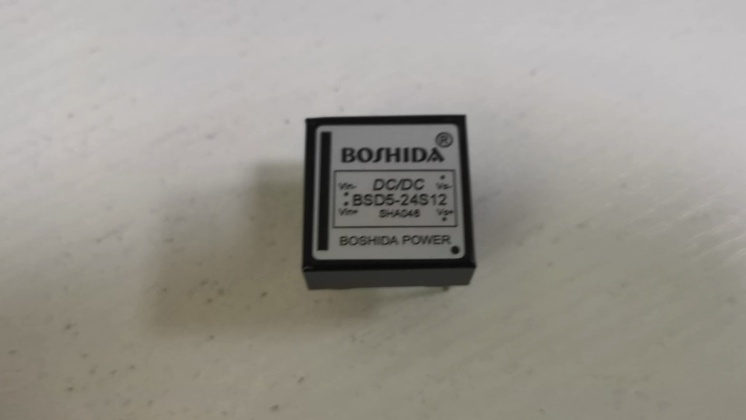 BOSHIDA®
Vin- DC/DC Vo-
BSD5-24S12
Vin+ SHA046 Vo+
BOSHIDA POWER